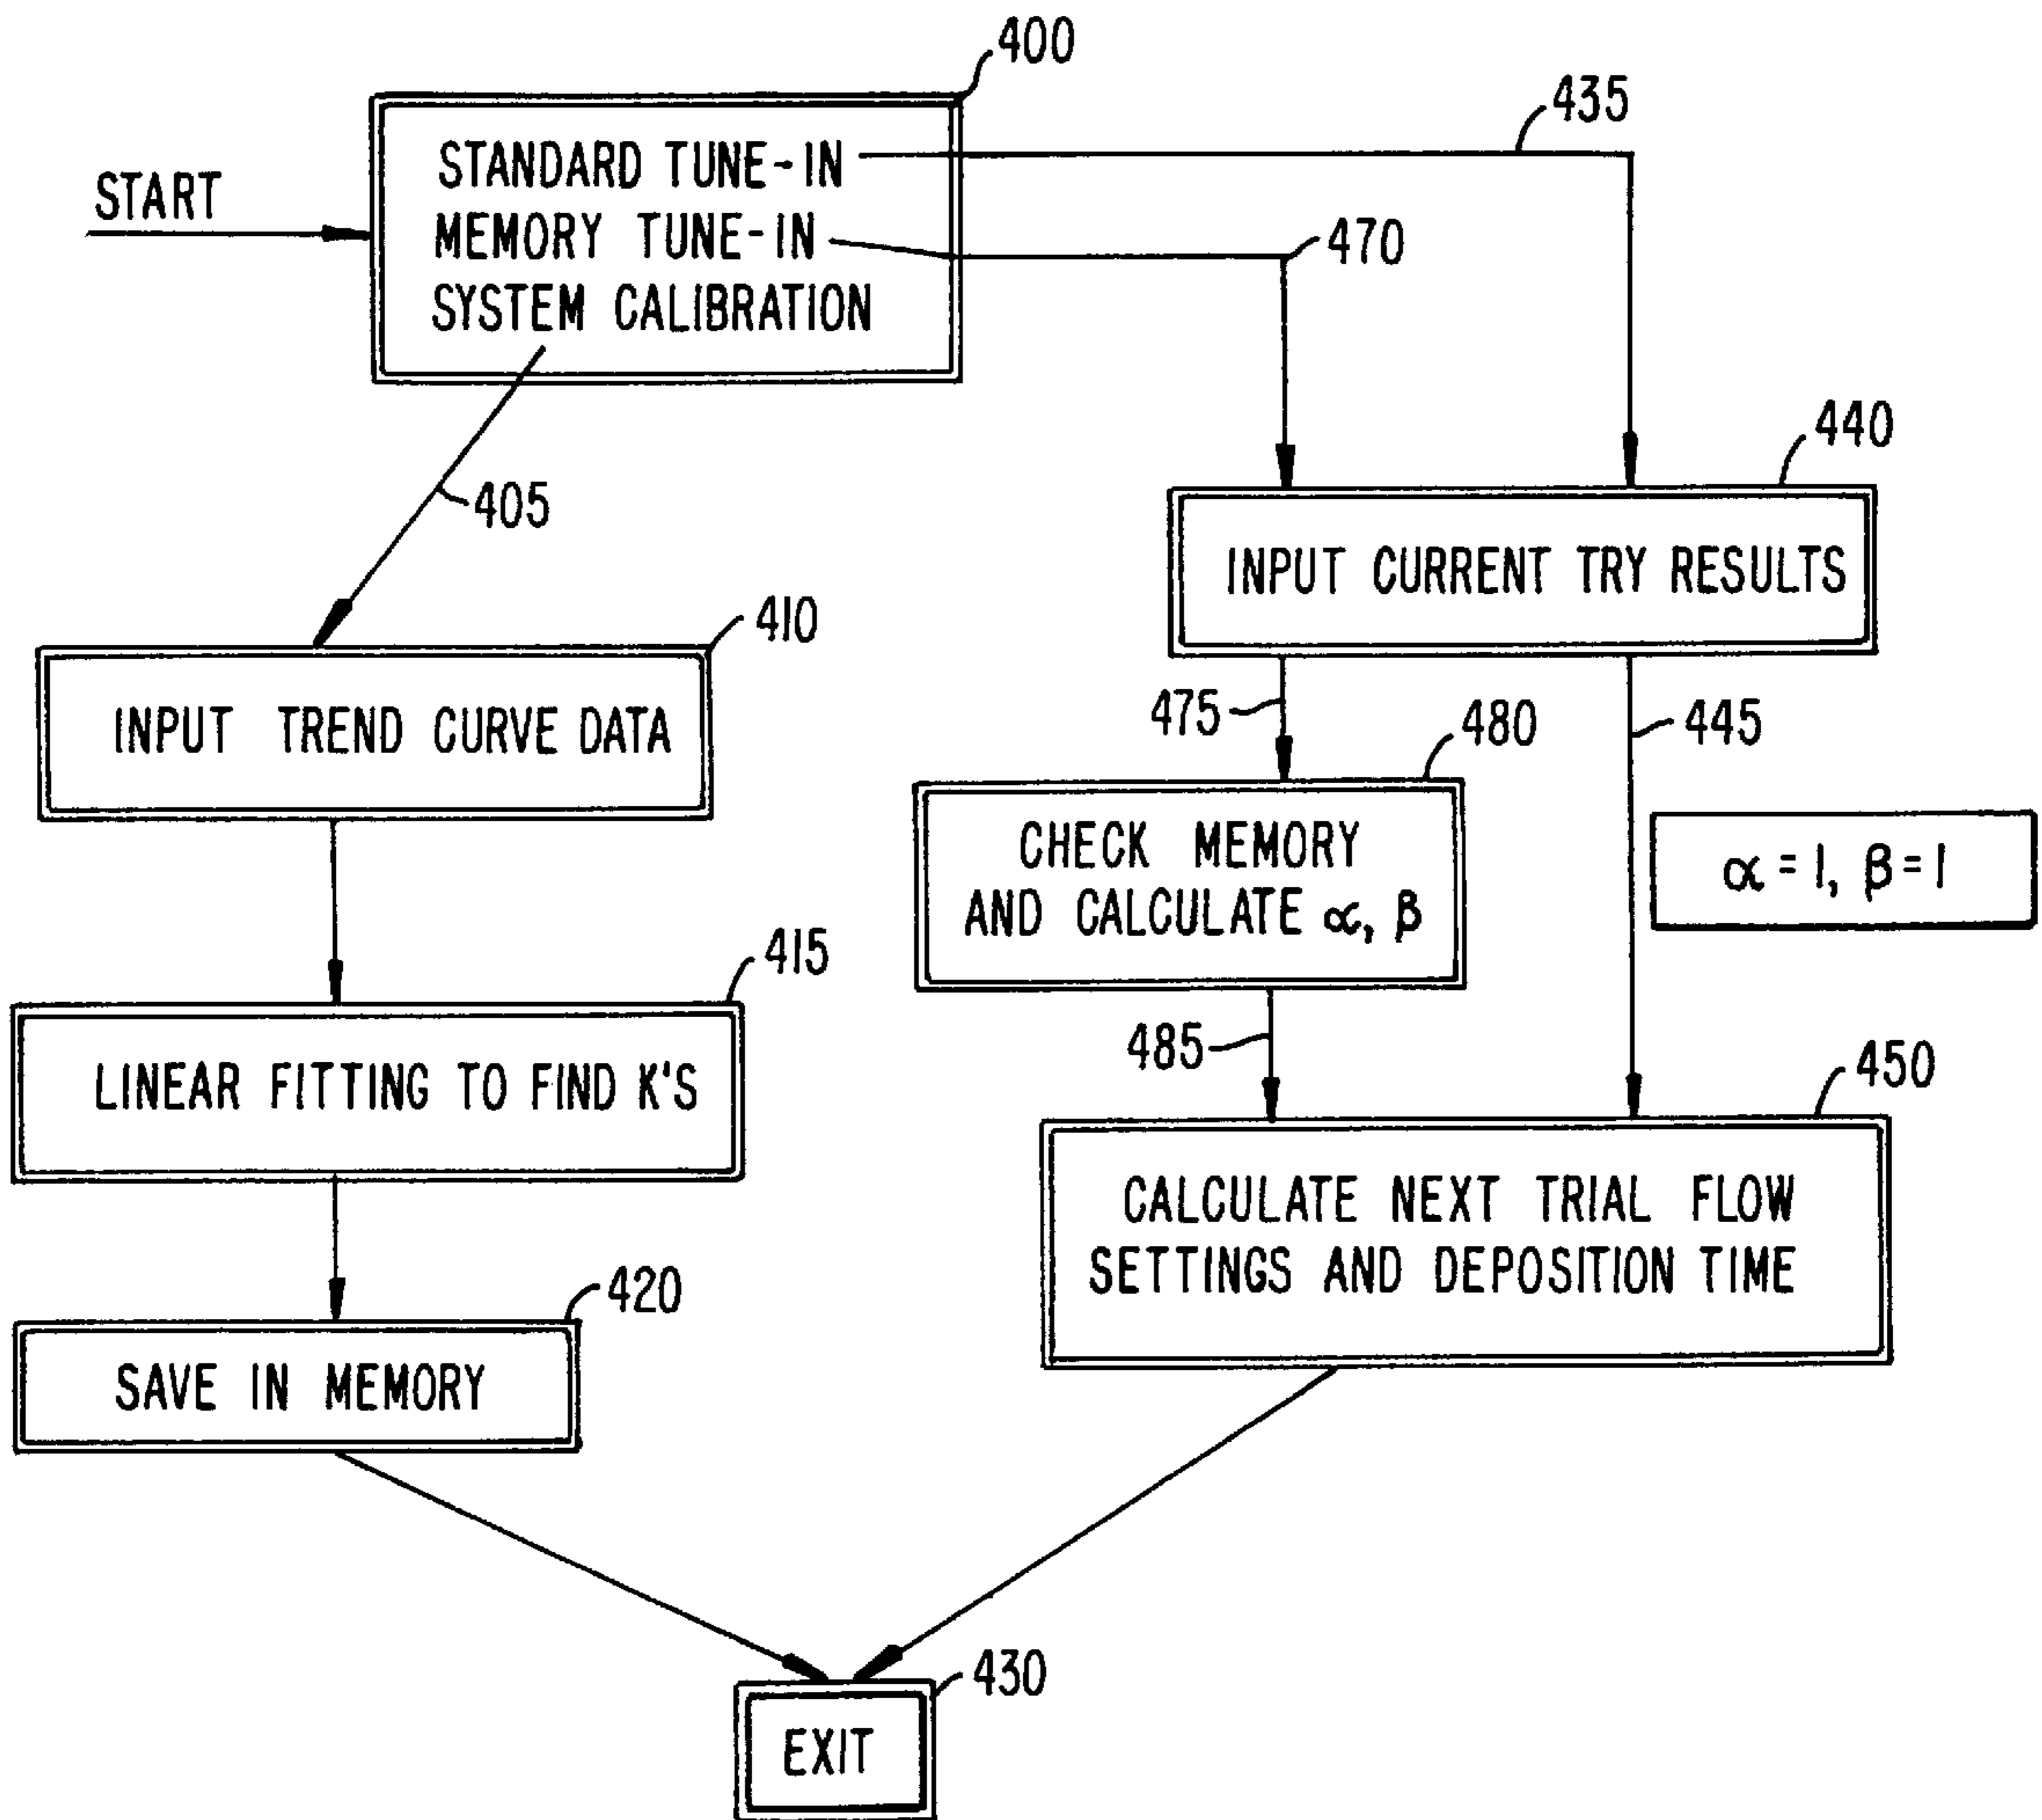 400
435
START
STANDARD TUNE-IN
MEMORY TUNE-IN
SYSTEM CALIBRATION
470
405
440
INPUT CURRENT TRY RESULTS
410
INPUT TREND CURVE DATA
475
480
445
CHECK MEMORY
AND CALCULATE α, β
α = 1, β = 1
415
LINEAR FITTING TO FIND K'S
485
450
CALCULATE NEXT TRIAL FLOW
SETTINGS AND DEPOSITION TIME
420
SAVE IN MEMORY
430
EXIT